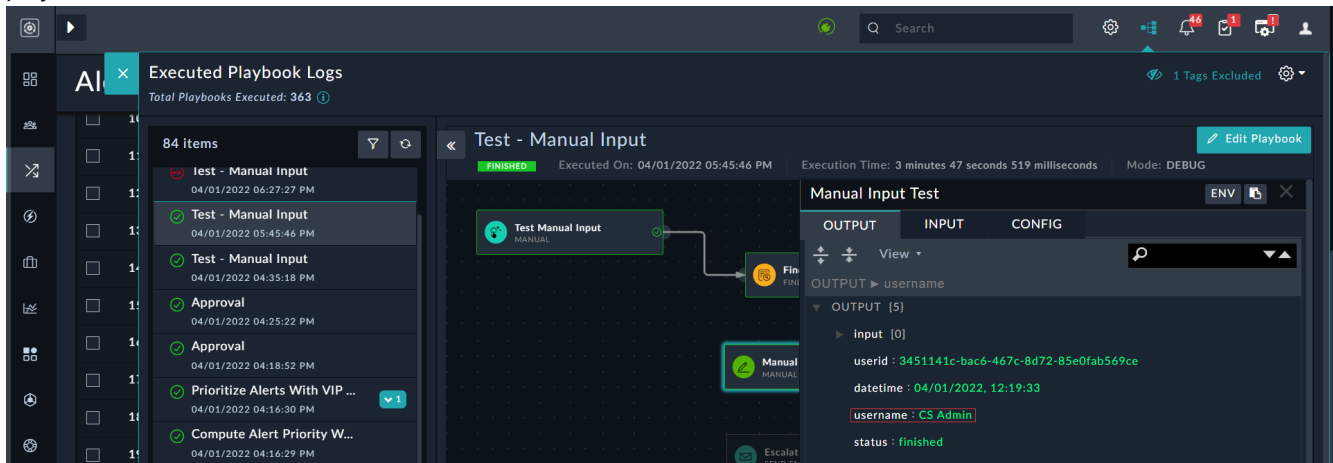 Search
46
1
!
Al
Executed Playbook Logs
Total Playbooks Executed: 363
1 Tags Excluded
84 items
Test - Manual Input
04/01/2022 06:27:27 PM
Test - Manual Input
04/01/2022 05:45:46 PM
Test - Manual Input
04/01/2022 04:35:18 PM
Approval
04/01/2022 04:25:22 PM
Approval
04/01/2022 04:18:52 PM
Prioritize Alerts With VIP ...
1
04/01/2022 04:16:30 PM
Compute Alert Priority W...
04/01/2022 04:16:29 PM
Test - Manual Input
Edit Playbook
FINISHED Executed On: 04/01/2022 05:45:46 PM Execution Time: 3 minutes 47 seconds 519 milliseconds Mode: DEBUG
Test Manual Input
MANUAL
Fin
FIN
Manual
MANUAL
Escalat
Manual Input Test
ENV
OUTPUT INPUT CONFIG
View
OUTPUT ▶ username
OUTPUT {5}
input [0]
userid : 3451141c-bac6-467c-8d72-85e0fab569ce
datetime : 04/01/2022, 12:19:33
username : CS Admin
status : finished